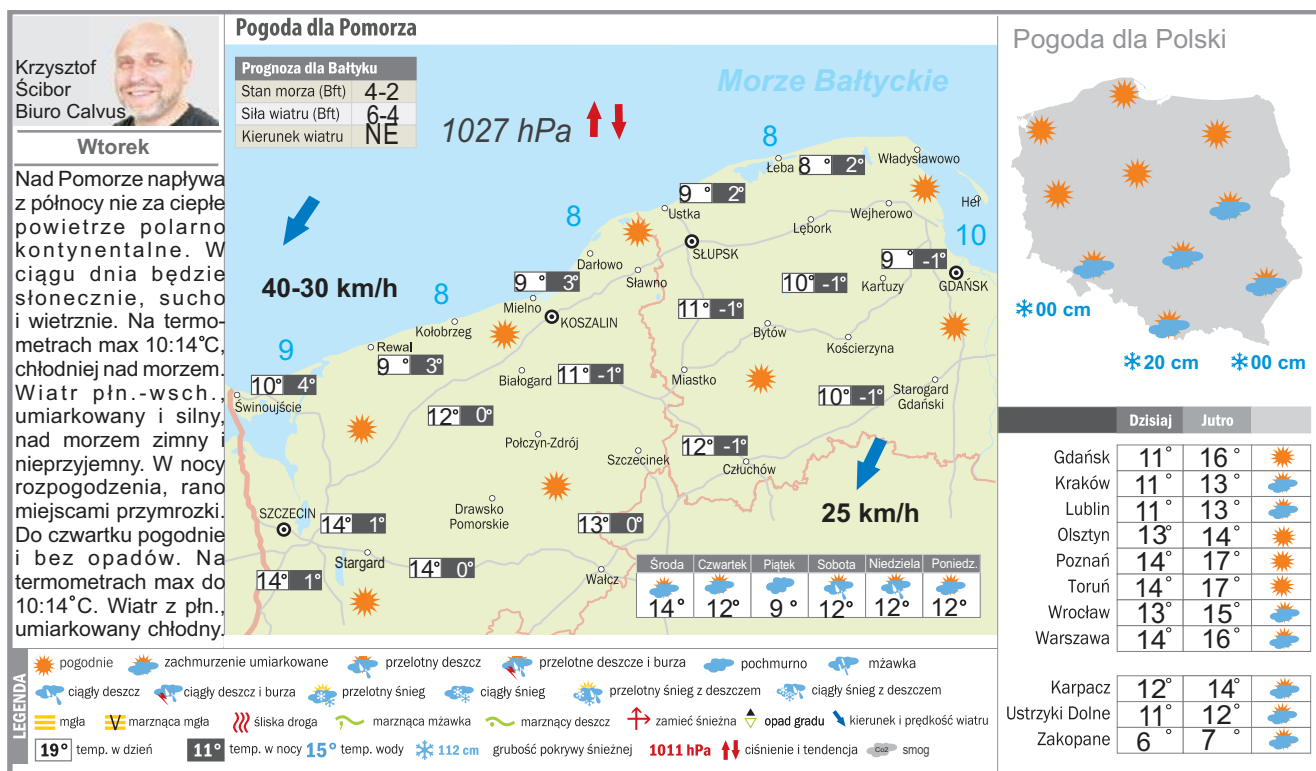 Krzysztof
Ścibor
Biuro Calvus
Wtorek
Nad Pomorze napływa
z północy nie za ciepłe
powietrze polarno
kontynentalne. W
ciągu dnia będzie
słonecznie, sucho
i wietrznie. Na termo-
metrach max 10:14°C,
chłodniej nad morzem.
Wiatr płn.-wsch.,
umiarkowany i silny,
nad morzem zimny i
nieprzyjemny. W nocy
rozpogodzenia, rano
miejscami przymrozki.
Do czwartku pogodnie
i bez opadów. Na
termometrach max do
10:14°C. Wiatr z płn.,
umiarkowany chłodny.
Pogoda dla Pomorza
Prognoza dla Bałtyku
Stan morza (Bft) 4-2
Siła wiatru (Bft) 6-4
Kierunek wiatru NE
Morze Bałtyckie
1027 hPa
8
Łeba 8° 2°
Władysławowo
Hel
9° 2°
Ustka
Wejherowo
Lębork
8
SŁUPSK
10
9° -1°
GDAŃSK
Darłowo
Sławno
40-30 km/h
9° 3°
Mielno
KOSZALIN
10° -1°
Kartuzy
8
Kołobrzeg
11° -1°
Bytów
Kościerzyna
9
Rewal
9° 3°
10° 4°
Świnoujście
Białogard
11° -1°
Miastko
Starogard
Gdański
10° -1°
12° 0°
Połczyn-Zdrój
Szczecinek
12° -1°
Człuchów
SZCZECIN
14° 1°
Drawsko
Pomorskie
13° 0°
25 km/h
Stargard
14° 0°
14° 1°
Wałcz
Środa Czwartek Piątek Sobota Niedziela Poniedz.
14° 12° 9° 12° 12° 12°
Pogoda dla Polski
00 cm
20 cm
00 cm
Dzisiaj Jutro
Gdańsk 11° 16°
Kraków 11° 13°
Lublin 11° 13°
Olsztyn 13° 14°
Poznań 14° 17°
Toruń 14° 17°
Wrocław 13° 15°
Warszawa 14° 16°
Karpacz 12° 14°
Ustrzyki Dolne 11° 12°
Zakopane 6° 7°
LEGENDA
pogodnie zachmurzenie umiarkowane przelotny deszcz przelotne deszcze i burza pochmurno mżawka
ciągły deszcz ciągły deszcz i burza przelotny śnieg ciągły śnieg przelotny śnieg z deszczem ciągły śnieg z deszczem
mgła marznąca mgła śliska droga marznąca mżawka marznący deszcz zamieć śnieżna opad gradu kierunek i prędkość wiatru
19° temp. w dzień 11° temp. w nocy 15° temp. wody 112 cm grubość pokrywy śnieżnej 1011 hPa ciśnienie i tendencja Co2 smog